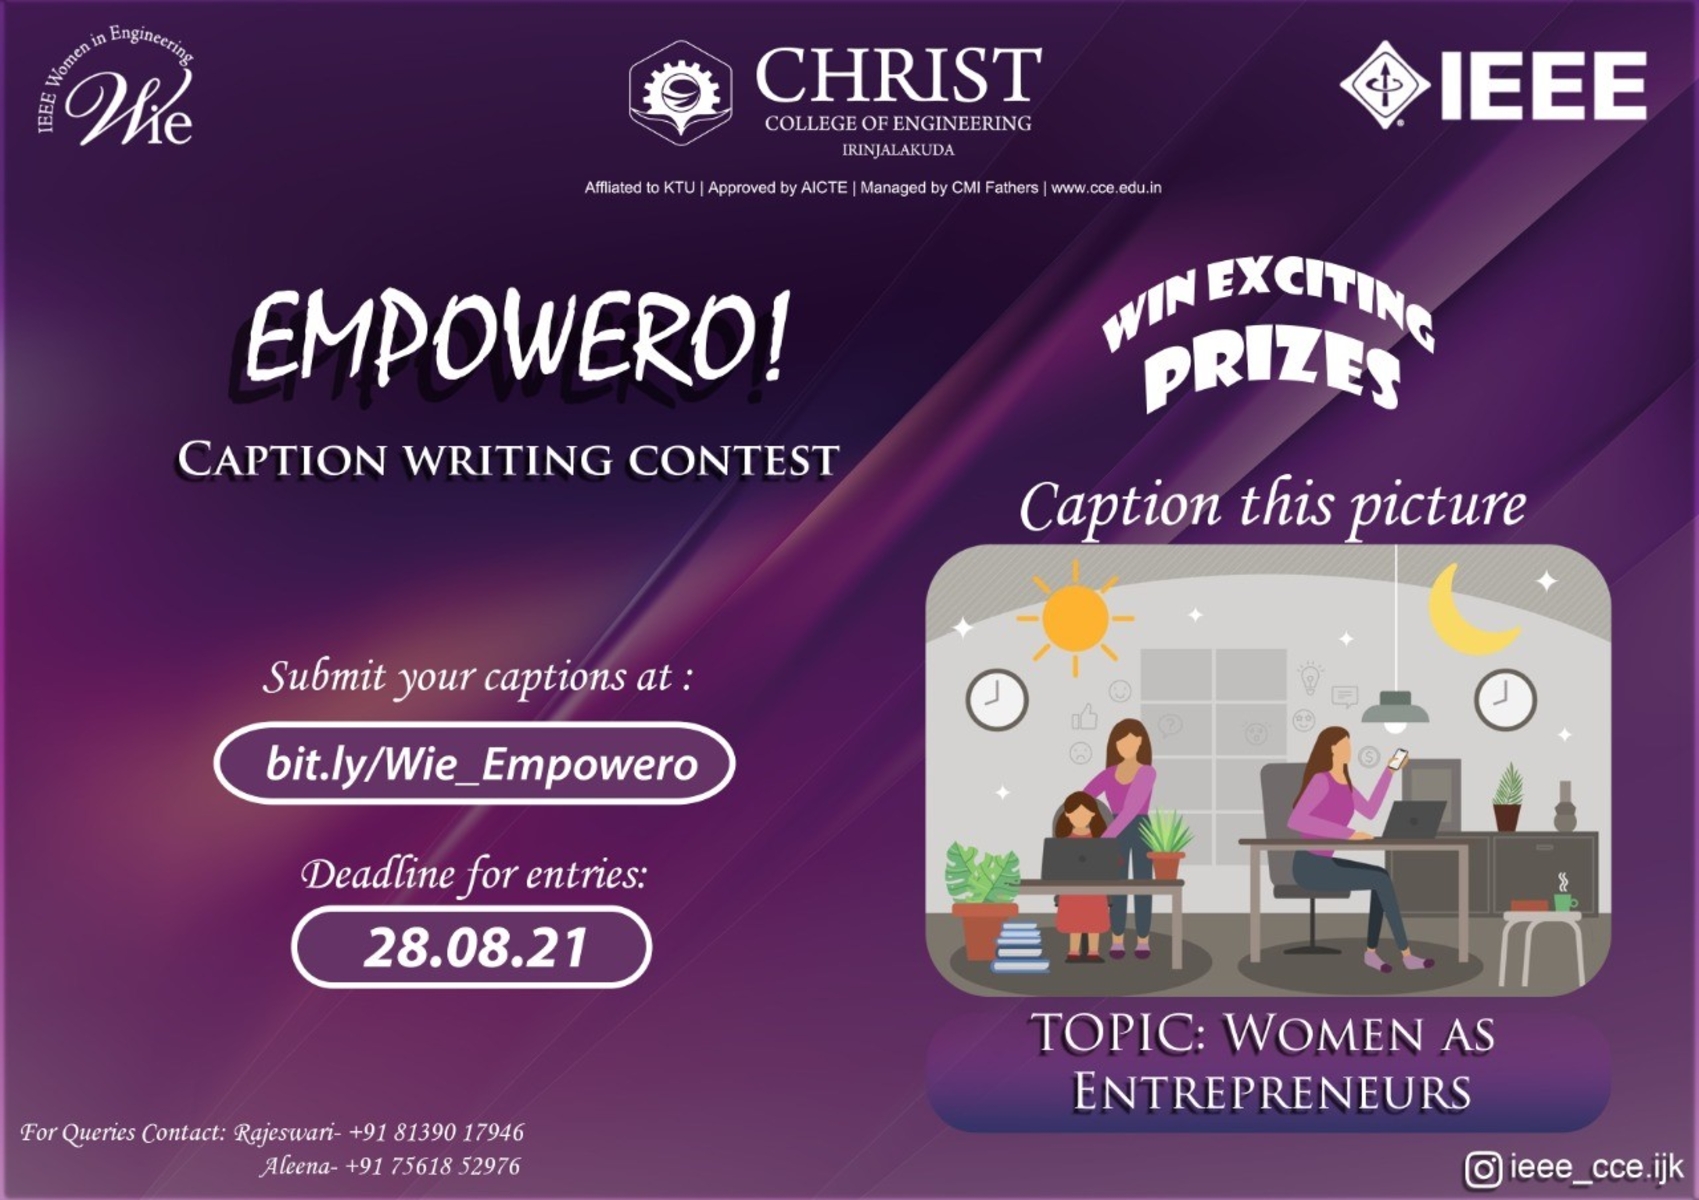 IEEE Women in Engineering
Wie
CHRIST
COLLEGE OF ENGINEERING
IRINJALAKUDA
Affliated to KTU | Approved by AICTE | Managed by CMI Fathers | www.cce.edu.in
IEEE
EMPOWERO!
CAPTION WRITING CONTEST
Submit your captions at :
bit.ly/Wie_Empowero
Deadline for entries:
28.08.21
For Queries Contact: Rajeswari- +91 81390 17946
Aleena- +91 75618 52976
WIN EXCITING
PRIZES
Caption this picture
TOPIC: WOMEN AS
ENTREPRENEURS
ieee_cce.ijk